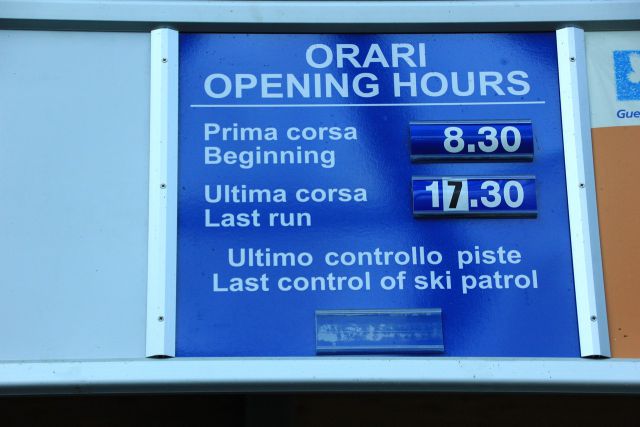 ORARI
OPENING HOURS
Prima corsa
Beginning
8.30
Ultima corsa
Last run
17.30
Ultimo controllo piste
Last control of ski patrol